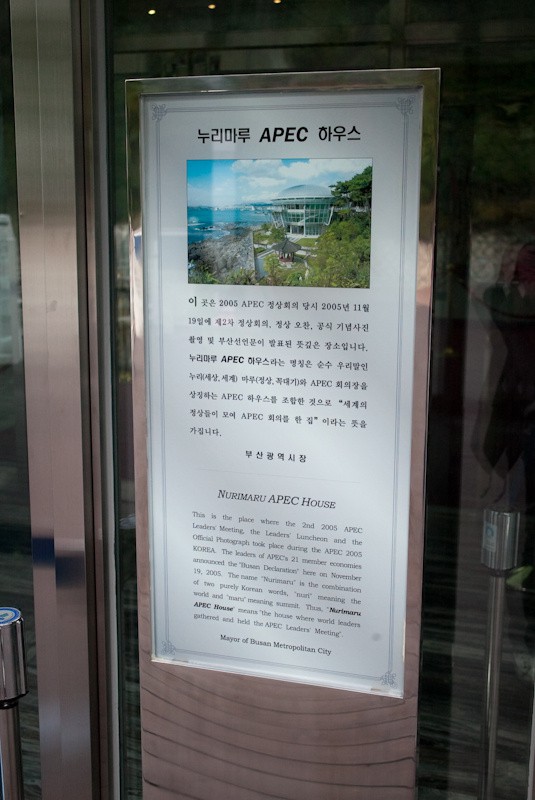 누리마루 APEC 하우스
이 곳은 2005 APEC 정상회의 당시 2005년 11월
19일에 제2차 정상회의, 정상 오찬, 공식 기념사진
촬영 및 부산선언문이 발표된 뜻깊은 장소입니다.
누리마루 APEC 하우스라는 명칭은 순수 우리말인
누리(세상,세계) 마루(정상,꼭대기)와 APEC 회의장을
상징하는 APEC 하우스를 조합한 것으로 “세계의
정상들이 모여 APEC 회의를 한 집”이라는 뜻을
가집니다.
부산광역시장
NURIMARU APEC HOUSE
This is the place where the 2nd 2005 APEC
Leaders' Meeting, the Leaders' Luncheon and the
Official Photograph took place during the APEC 2005
KOREA. The leaders of APEC's 21 member economies
announced the "Busan Declaration" here on November
19, 2005. The name "Nurimaru" is the combination
of two purely Korean words, "nuri" meaning the
world and "maru" meaning summit. Thus, "Nurimaru
APEC House" means "the house where world leaders
gathered and held the APEC Leaders' Meeting".
Mayor of Busan Metropolitan City